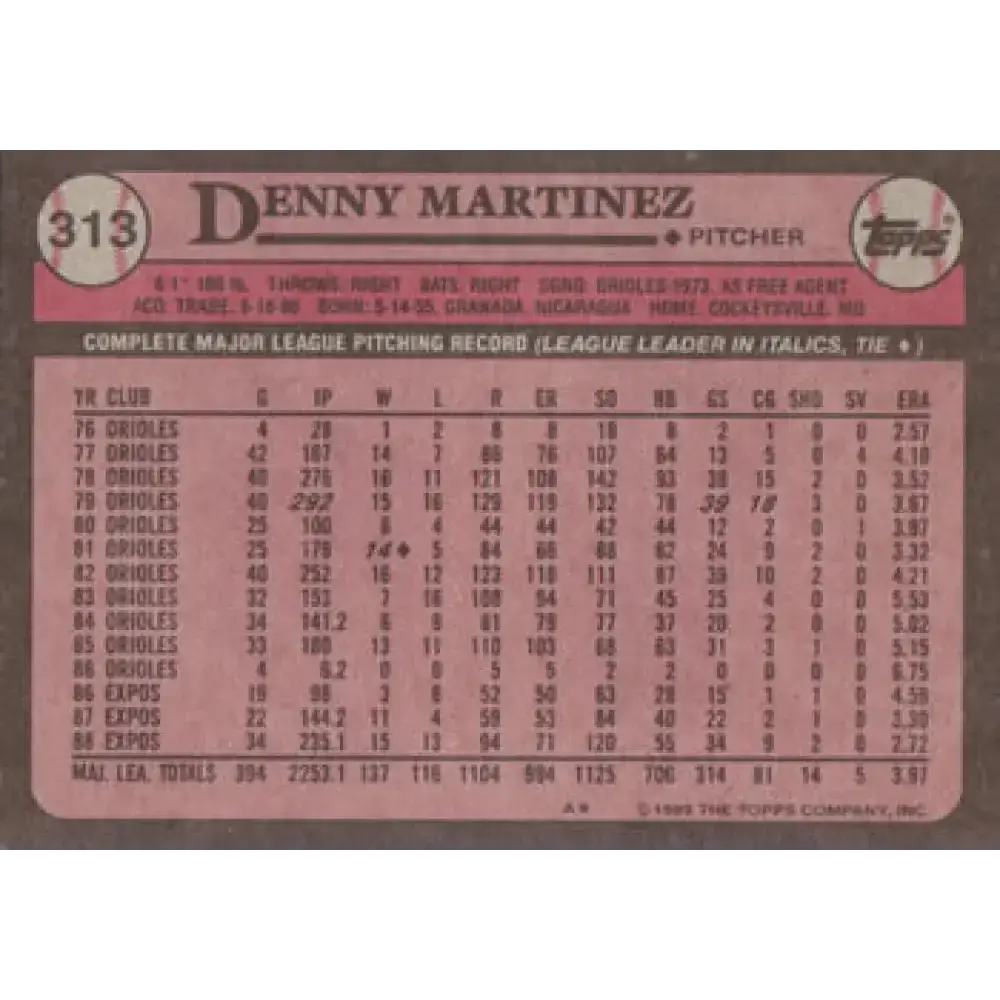 313
DENNY MARTINEZ
♦ PITCHER
TOPPS®
6'1" 186 lb. THROWS: RIGHT BATS: RIGHT SGND: ORIOLES-1973, AS FREE AGENT
ACQ: TRADE, 6-16-86 BORN: 5-14-55, GRANADA, NICARAGUA HOME: COCKEYSVILLE, MD
COMPLETE MAJOR LEAGUE PITCHING RECORD (LEAGUE LEADER IN ITALICS, TIE ♦)
YR CLUB G IP W L R ER SO BB GS CG SHO SV ERA
76 ORIOLES 4 28 1 2 8 8 18 8 2 1 0 0 2.57
77 ORIOLES 42 167 14 7 86 76 107 64 13 5 0 4 4.10
78 ORIOLES 40 276 16 11 121 108 142 93 38 15 2 0 3.52
79 ORIOLES 40 292 15 16 129 119 132 78 39 18 3 0 3.67
80 ORIOLES 25 100 6 4 44 44 42 44 12 2 0 1 3.97
81 ORIOLES 25 179 14♦ 5 84 66 88 62 24 9 2 0 3.32
82 ORIOLES 40 252 16 12 123 118 111 87 39 10 2 0 4.21
83 ORIOLES 32 153 7 16 108 94 71 45 25 4 0 0 5.53
84 ORIOLES 34 141.2 6 9 81 79 77 37 20 2 0 0 5.02
85 ORIOLES 33 180 13 11 110 103 68 63 31 3 1 0 5.15
86 ORIOLES 4 6.2 0 0 5 5 2 2 0 0 0 0 6.75
86 EXPOS 19 98 3 6 52 50 63 28 15 1 1 0 4.59
87 EXPOS 22 144.2 11 4 59 53 84 40 22 2 1 0 3.30
88 EXPOS 34 235.1 15 13 94 71 120 55 34 9 2 0 2.72
MAJ. LEA. TOTALS 394 2253.1 137 116 1104 994 1125 706 314 81 14 5 3.97
©1989 THE TOPPS COMPANY, INC.